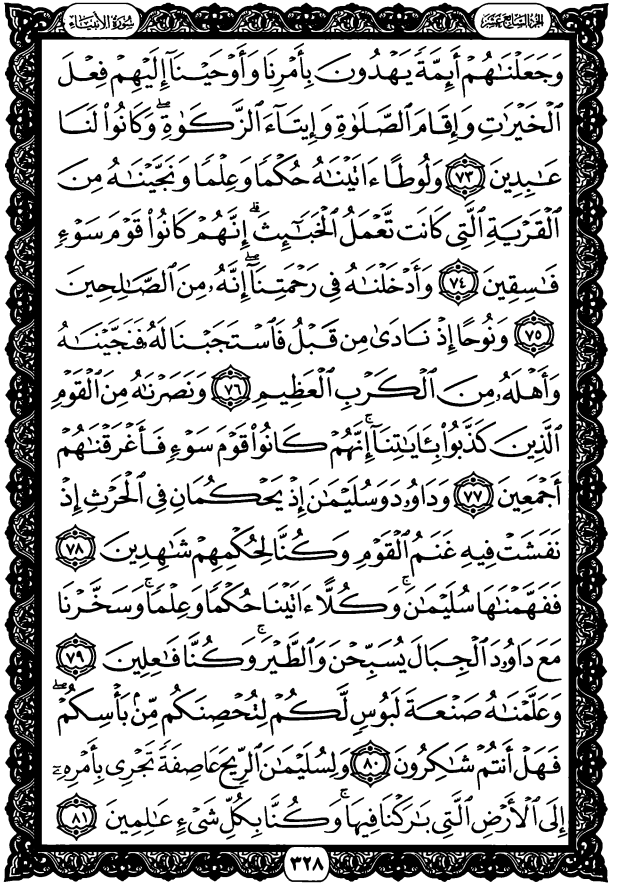 الجزء السابع عشر
سورة الأنبياء
وَجَعَلْنَٰهُمْ أَئِمَّةً يَهْدُونَ بِأَمْرِنَا وَأَوْحَيْنَآ إِلَيْهِمْ فِعْلَ
ٱلْخَيْرَٰتِ وَإِقَامَ ٱلصَّلَوٰةِ وَإِيتَآءَ ٱلزَّكَوٰةِ ۖ وَكَانُوا۟ لَنَا
عَٰبِدِينَ ٧٣ وَلُوطًا ءَاتَيْنَٰهُ حُكْمًا وَعِلْمًا وَنَجَّيْنَٰهُ مِنَ
ٱلْقَرْيَةِ ٱلَّتِى كَانَت تَّعْمَلُ ٱلْخَبَٰٓئِثَ ۗ إِنَّهُمْ كَانُوا۟ قَوْمَ سَوْءٍ
فَٰسِقِينَ ٧٤ وَأَدْخَلْنَٰهُ فِى رَحْمَتِنَآ ۖ إِنَّهُۥ مِنَ ٱلصَّٰلِحِينَ
٧٥ وَنُوحًا إِذْ نَادَىٰ مِن قَبْلُ فَٱسْتَجَبْنَا لَهُۥ فَنَجَّيْنَٰهُ
وَأَهْلَهُۥ مِنَ ٱلْكَرْبِ ٱلْعَظِيمِ ٧٦ وَنَصَرْنَٰهُ مِنَ ٱلْقَوْمِ
ٱلَّذِينَ كَذَّبُوا۟ بِـَٔايَٰتِنَآ ۚ إِنَّهُمْ كَانُوا۟ قَوْمَ سَوْءٍ فَأَغْرَقْنَٰهُمْ
أَجْمَعِينَ ٧٧ وَدَاوُۥدَ وَسُلَيْمَٰنَ إِذْ يَحْكُمَانِ فِى ٱلْحَرْثِ إِذْ
نَفَشَتْ فِيهِ غَنَمُ ٱلْقَوْمِ وَكُنَّا لِحُكْمِهِمْ شَٰهِدِينَ ٧٨
فَفَهَّمْنَٰهَا سُلَيْمَٰنَ ۚ وَكُلًّا ءَاتَيْنَا حُكْمًا وَعِلْمًا ۚ وَسَخَّرْنَا
مَعَ دَاوُۥدَ ٱلْجِبَالَ يُسَبِّحْنَ وَٱلطَّيْرَ ۚ وَكُنَّا فَٰعِلِينَ ٧٩
وَعَلَّمْنَٰهُ صَنْعَةَ لَبُوسٍ لَّكُمْ لِتُحْصِنَكُم مِّنۢ بَأْسِكُمْ ۖ
فَهَلْ أَنتُمْ شَٰكِرُونَ ٨٠ وَلِسُلَيْمَٰنَ ٱلرِّيحَ عَاصِفَةً تَجْرِى بِأَمْرِهِۦٓ
إِلَى ٱلْأَرْضِ ٱلَّتِى بَٰرَكْنَا فِيهَا ۚ وَكُنَّا بِكُلِّ شَىْءٍ عَٰلِمِينَ ٨١
٣٢٨